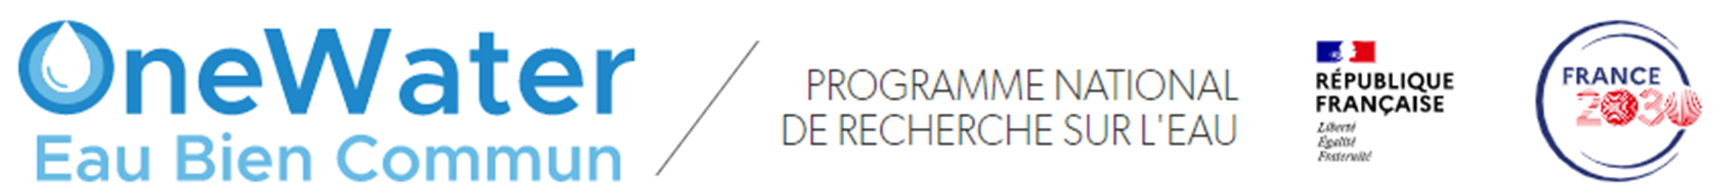 OneWater
Eau Bien Commun
PROGRAMME NATIONAL
DE RECHERCHE SUR L'EAU
RÉPUBLIQUE
FRANÇAISE
Liberté
Égalité
Fraternité
FRANCE
2030